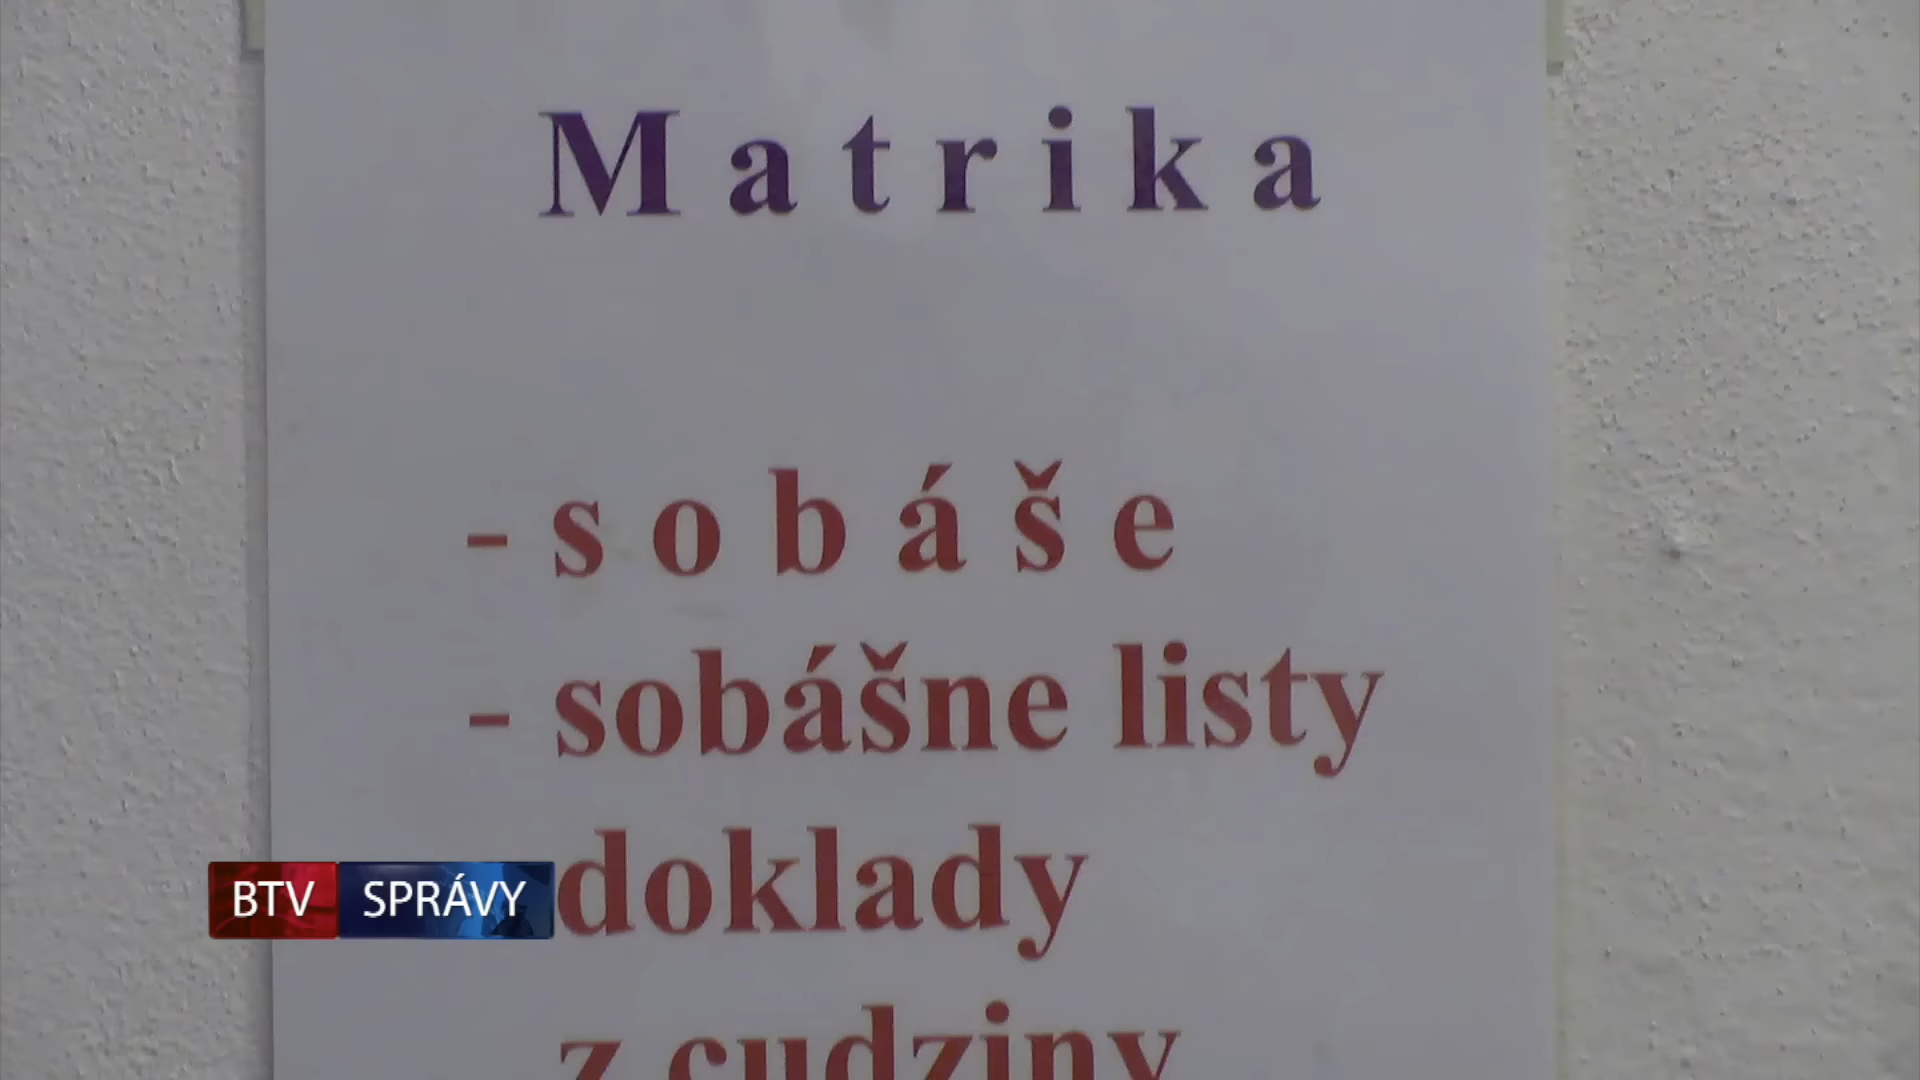 Matrika
- sobáše
- sobášne listy
doklady
z cudziny
BTV SPRÁVY